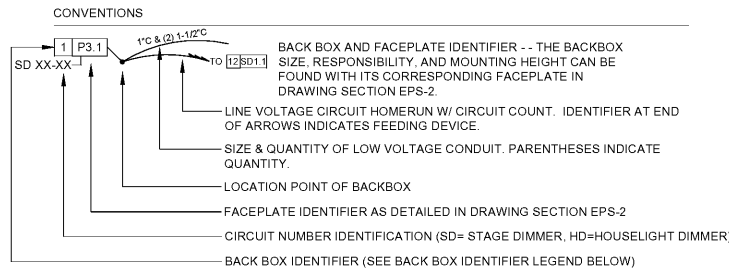 CONVENTIONS
1 P3.1
1"C & (2) 1-1/2"C
SD XX-XX
TO 12 SD1.1
BACK BOX AND FACEPLATE IDENTIFIER - - THE BACKBOX
SIZE, RESPONSIBILITY, AND MOUNTING HEIGHT CAN BE
FOUND WITH ITS CORRESPONDING FACEPLATE IN
DRAWING SECTION EPS-2.
LINE VOLTAGE CIRCUIT HOMERUN W/ CIRCUIT COUNT. IDENTIFIER AT END
OF ARROWS INDICATES FEEDING DEVICE.
SIZE & QUANTITY OF LOW VOLTAGE CONDUIT. PARENTHESES INDICATE
QUANTITY.
LOCATION POINT OF BACKBOX
FACEPLATE IDENTIFIER AS DETAILED IN DRAWING SECTION EPS-2
CIRCUIT NUMBER IDENTIFICATION (SD= STAGE DIMMER, HD=HOUSELIGHT DIMMER)
BACK BOX IDENTIFIER (SEE BACK BOX IDENTIFIER LEGEND BELOW)